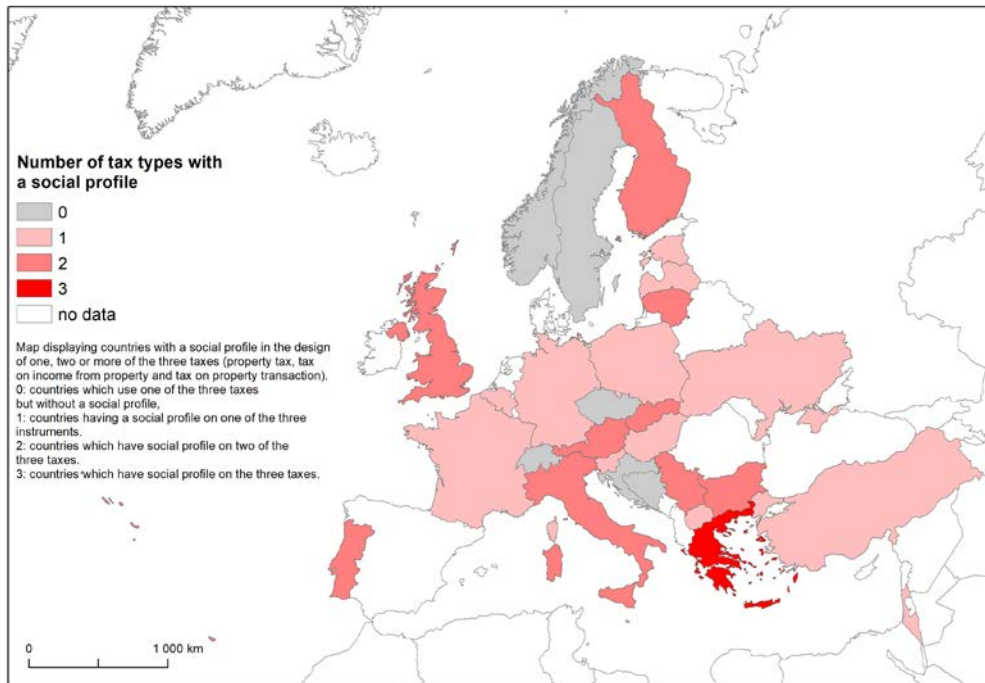 Number of tax types with
a social profile
0
1
2
3
no data
Map displaying countries with a social profile in the design
of one, two or more of the three taxes (property tax, tax
on income from property and tax on property transaction).
0: countries which use one of the three taxes
but without a social profile,
1: countries having a social profile on one of the three
instruments.
2: countries which have social profile on two of the
three taxes.
3: countries which have social profile on the three taxes.
0 1 000 km